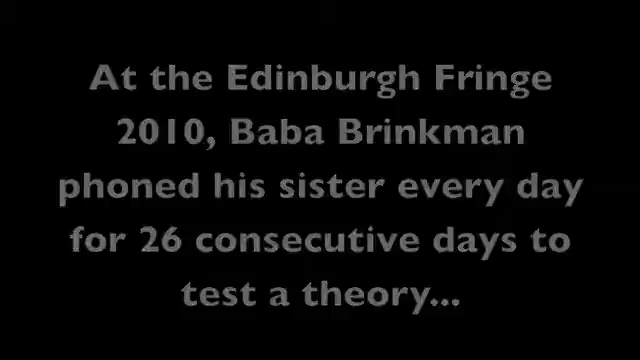 At the Edinburgh Fringe
2010, Baba Brinkman
phoned his sister every day
for 26 consecutive days to
test a theory...